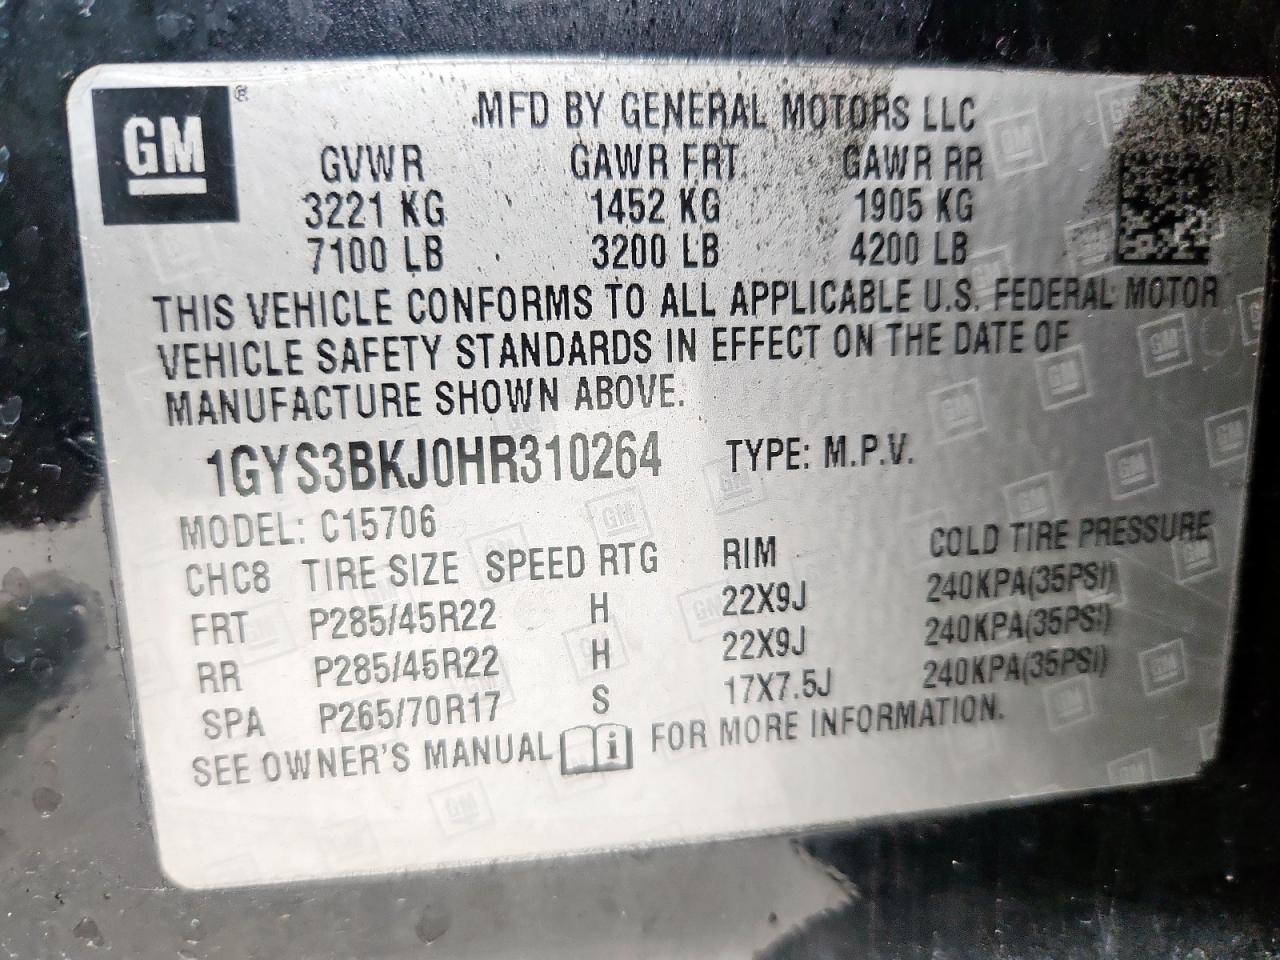 GM®
MFD BY GENERAL MOTORS LLC 05/17
GVWR GAWR FRT GAWR RR
3221 KG 1452 KG 1905 KG
7100 LB 3200 LB 4200 LB
THIS VEHICLE CONFORMS TO ALL APPLICABLE U.S. FEDERAL MOTOR
VEHICLE SAFETY STANDARDS IN EFFECT ON THE DATE OF
MANUFACTURE SHOWN ABOVE.
1GYS3BKJ0HR310264 TYPE: M.P.V.
MODEL: C15706
CHC8 TIRE SIZE SPEED RTG RIM COLD TIRE PRESSURE
FRT P285/45R22 H 22X9J 240KPA(35PSI)
RR P285/45R22 H 22X9J 240KPA(35PSI)
SPA P265/70R17 S 17X7.5J 240KPA(35PSI)
SEE OWNER'S MANUAL i FOR MORE INFORMATION.